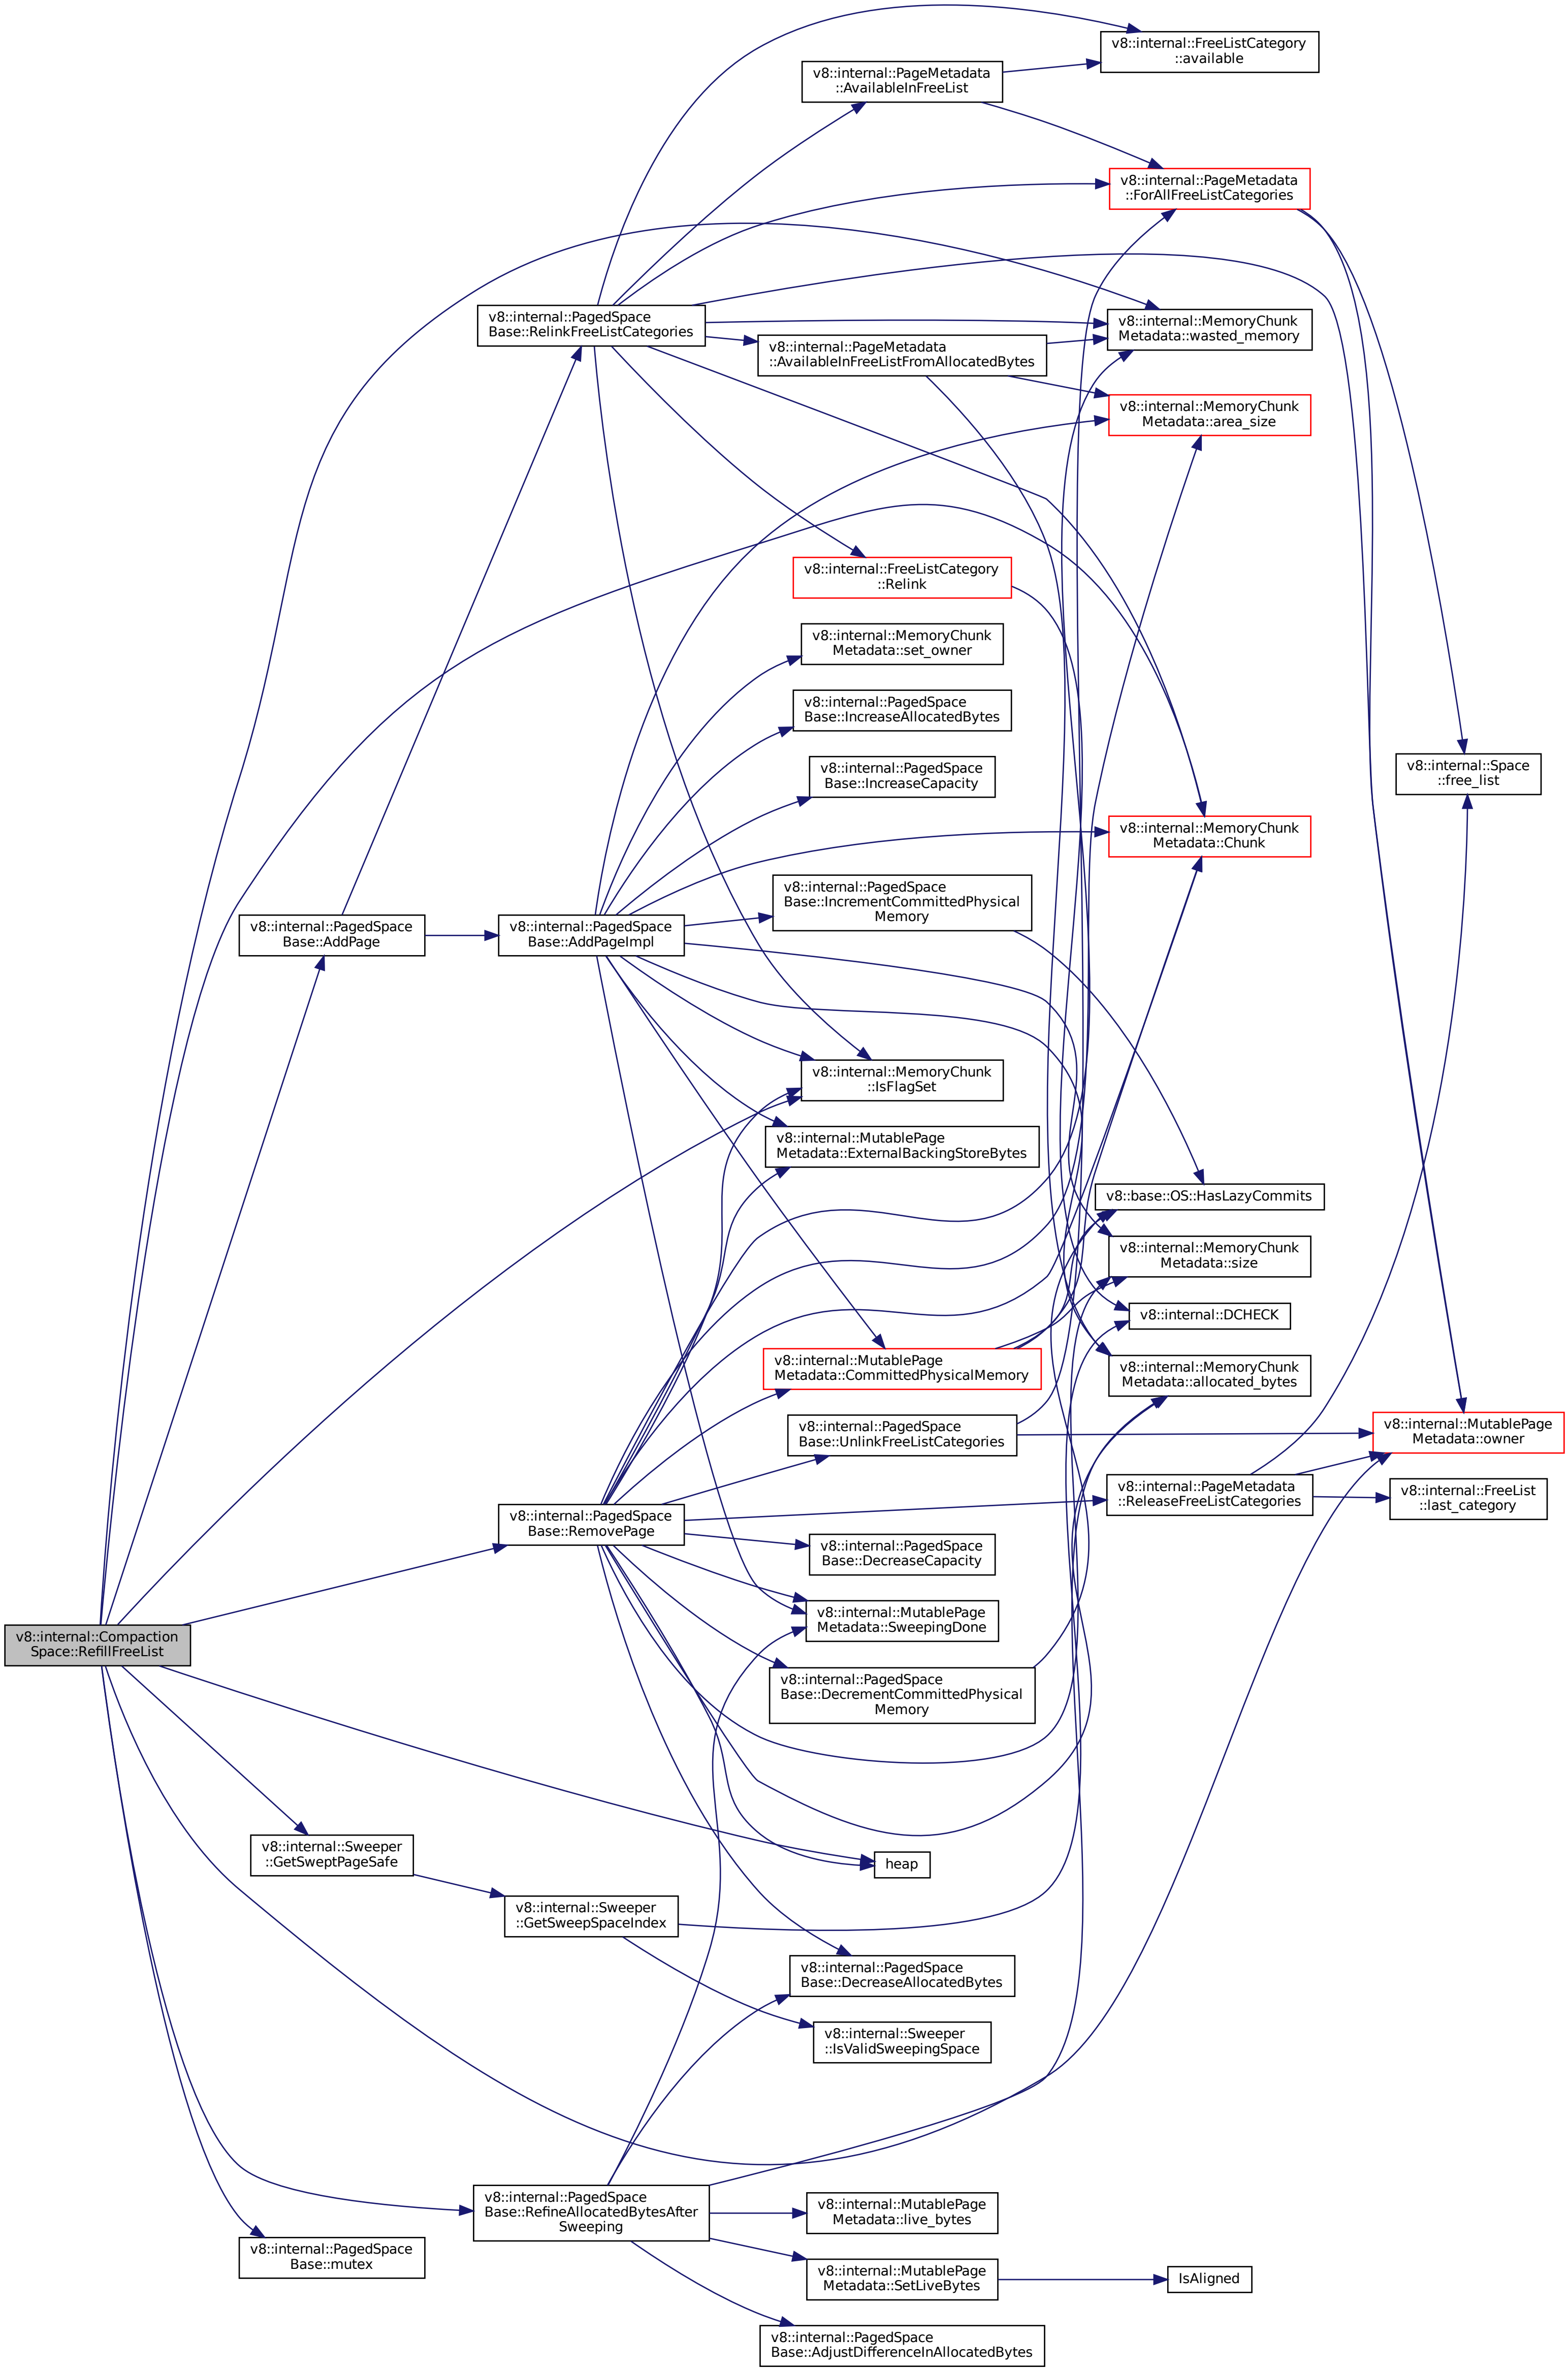 v8::internal::FreeListCategory
::available
v8::internal::PageMetadata
::AvailableInFreeList
v8::internal::PageMetadata
::ForAllFreeListCategories
v8::internal::PagedSpace
Base::RelinkFreeListCategories
v8::internal::MemoryChunk
Metadata::wasted_memory
v8::internal::PageMetadata
::AvailableInFreeListFromAllocatedBytes
v8::internal::MemoryChunk
Metadata::area_size
v8::internal::FreeListCategory
::Relink
v8::internal::MemoryChunk
Metadata::set_owner
v8::internal::PagedSpace
Base::IncreaseAllocatedBytes
v8::internal::PagedSpace
Base::IncreaseCapacity
v8::internal::Space
::free_list
v8::internal::MemoryChunk
Metadata::Chunk
v8::internal::PagedSpace
Base::IncrementCommittedPhysical
Memory
v8::internal::PagedSpace
Base::AddPage
v8::internal::PagedSpace
Base::AddPageImpl
v8::internal::MemoryChunk
::IsFlagSet
v8::internal::MutablePage
Metadata::ExternalBackingStoreBytes
v8::base::OS::HasLazyCommits
v8::internal::MemoryChunk
Metadata::size
v8::internal::DCHECK
v8::internal::MutablePage
Metadata::CommittedPhysicalMemory
v8::internal::MemoryChunk
Metadata::allocated_bytes
v8::internal::PagedSpace
Base::UnlinkFreeListCategories
v8::internal::MutablePage
Metadata::owner
v8::internal::PageMetadata
::ReleaseFreeListCategories
v8::internal::FreeList
::last_category
v8::internal::PagedSpace
Base::RemovePage
v8::internal::PagedSpace
Base::DecreaseCapacity
v8::internal::MutablePage
Metadata::SweepingDone
v8::internal::Compaction
Space::RefillFreeList
v8::internal::PagedSpace
Base::DecrementCommittedPhysical
Memory
v8::internal::Sweeper
::GetSweptPageSafe
heap
v8::internal::Sweeper
::GetSweepSpaceIndex
v8::internal::PagedSpace
Base::DecreaseAllocatedBytes
v8::internal::Sweeper
::IsValidSweepingSpace
v8::internal::PagedSpace
Base::RefineAllocatedBytesAfter
Sweeping
v8::internal::MutablePage
Metadata::live_bytes
v8::internal::PagedSpace
Base::mutex
v8::internal::MutablePage
Metadata::SetLiveBytes
IsAligned
v8::internal::PagedSpace
Base::AdjustDifferenceInAllocatedBytes